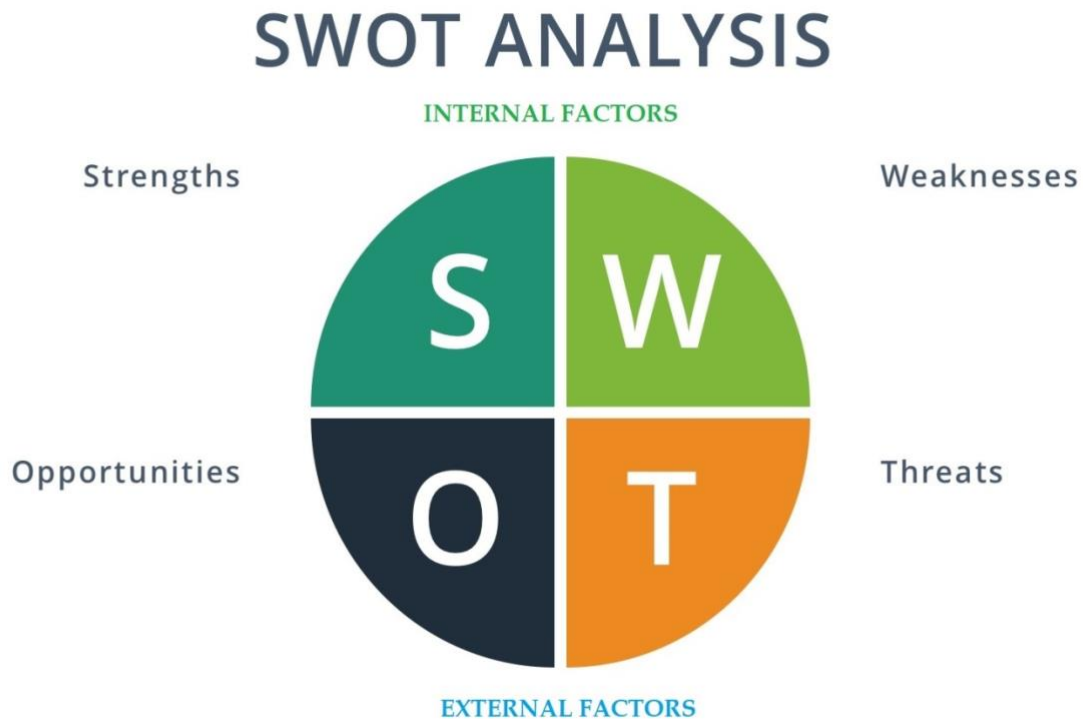 SWOT ANALYSIS
INTERNAL FACTORS
Strengths
Weaknesses
S
W
Opportunities
Threats
O
T
EXTERNAL FACTORS